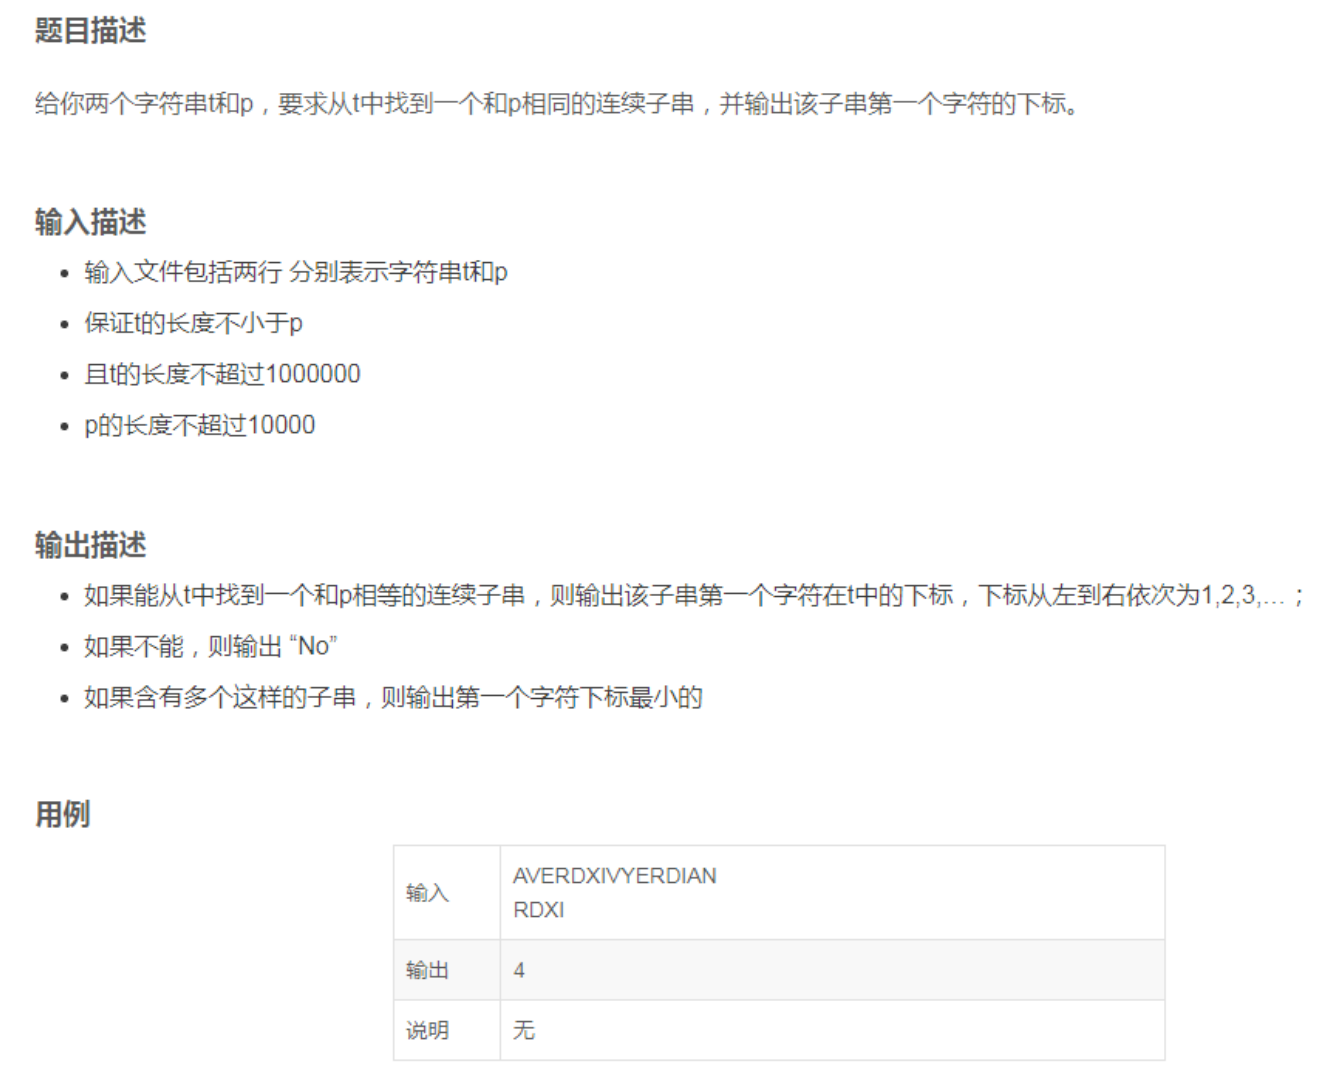 题目描述
给你两个字符串t和p，要求从t中找到一个和p相同的连续子串，并输出该子串第一个字符的下标。
输入描述
• 输入文件包括两行 分别表示字符串t和p
• 保证t的长度不小于p
• 且t的长度不超过1000000
• p的长度不超过10000
输出描述
• 如果能从t中找到一个和p相等的连续子串，则输出该子串第一个字符在t中的下标，下标从左到右依次为1,2,3,…；
• 如果不能，则输出 “No”
• 如果含有多个这样的子串，则输出第一个字符下标最小的
用例
输入
AVERDXIVYERDIAN
RDXI
输出 4
说明 无